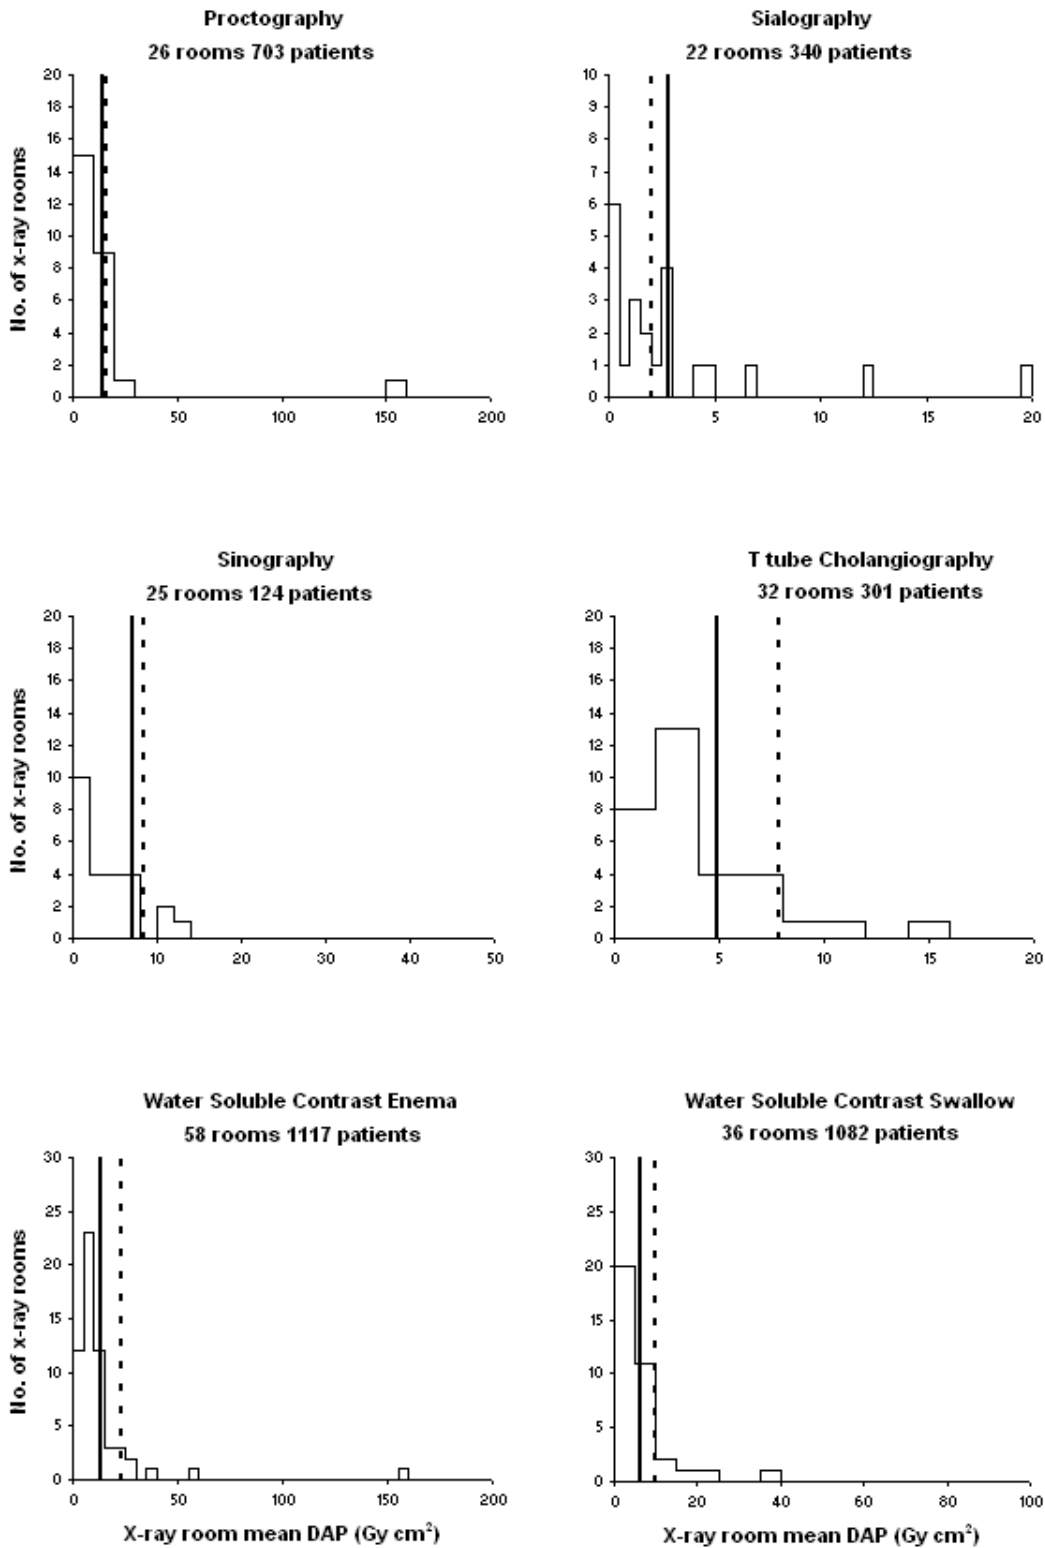 Proctography
26 rooms 703 patients
No. of x-ray rooms
20
18
16
14
12
10
8
6
4
2
0
0 50 100 150 200
Sialography
22 rooms 340 patients
10
9
8
7
6
5
4
3
2
1
0
0 5 10 15 20
Sinography
25 rooms 124 patients
No. of x-ray rooms
20
18
16
14
12
10
8
6
4
2
0
0 10 20 30 40 50
T tube Cholangiography
32 rooms 301 patients
20
18
16
14
12
10
8
6
4
2
0
0 5 10 15 20
Water Soluble Contrast Enema
58 rooms 1117 patients
No. of x-ray rooms
30
25
20
15
10
5
0
0 50 100 150 200
X-ray room mean DAP (Gy cm²)
Water Soluble Contrast Swallow
36 rooms 1082 patients
30
25
20
15
10
5
0
0 20 40 60 80 100
X-ray room mean DAP (Gy cm²)